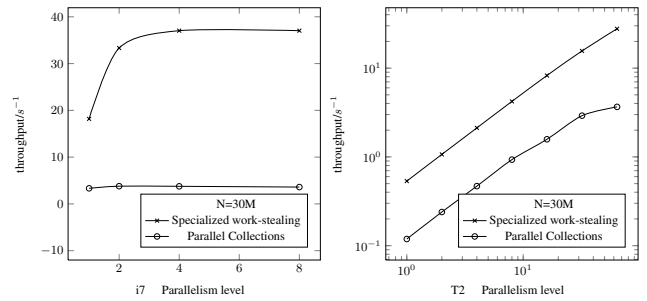 throughput/s⁻¹
40
30
20
10
0
−10
2
4
6
8
i7 Parallelism level
N=30M
Specialized work-stealing
Parallel Collections
throughput/s⁻¹
10¹
10⁰
10⁻¹
10⁰
10¹
T2 Parallelism level
N=30M
Specialized work-stealing
Parallel Collections